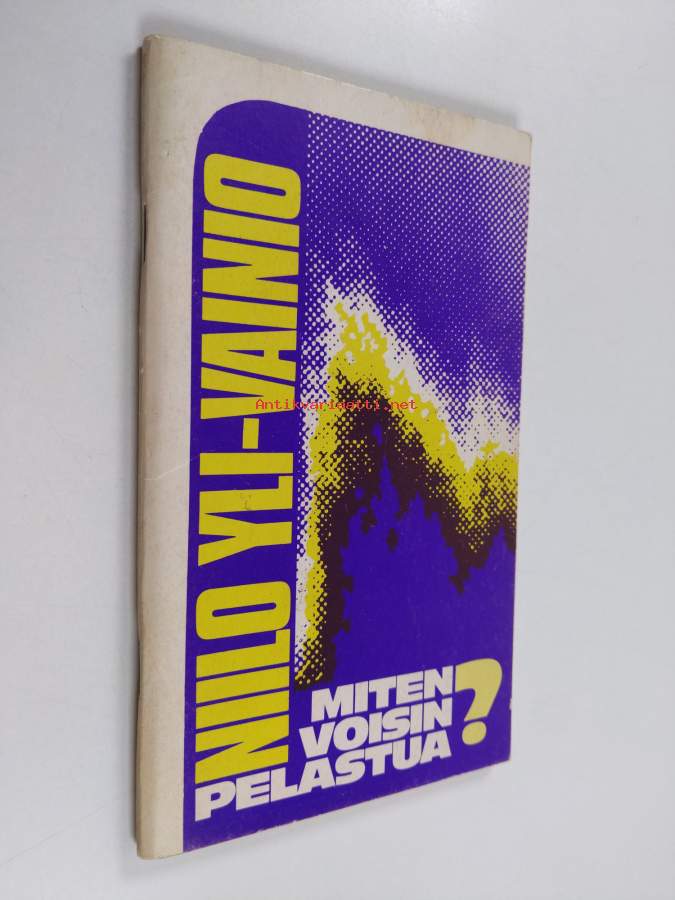 NIILO YLI-VAINIO
Antikvariaatti.net
MITEN
VOISIN
PELASTUA?